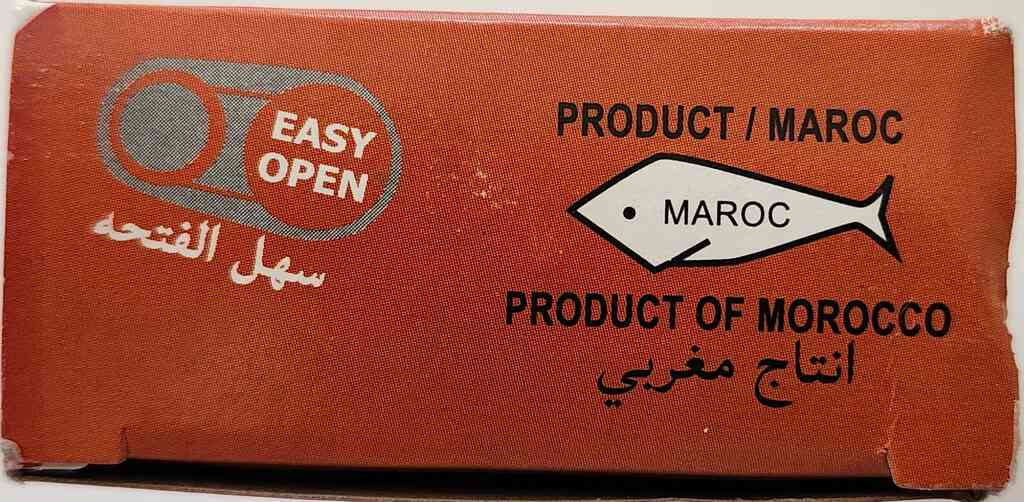 EASY
OPEN
سهل الفتحه
PRODUCT / MAROC
MAROC
PRODUCT OF MOROCCO
انتاج مغربي